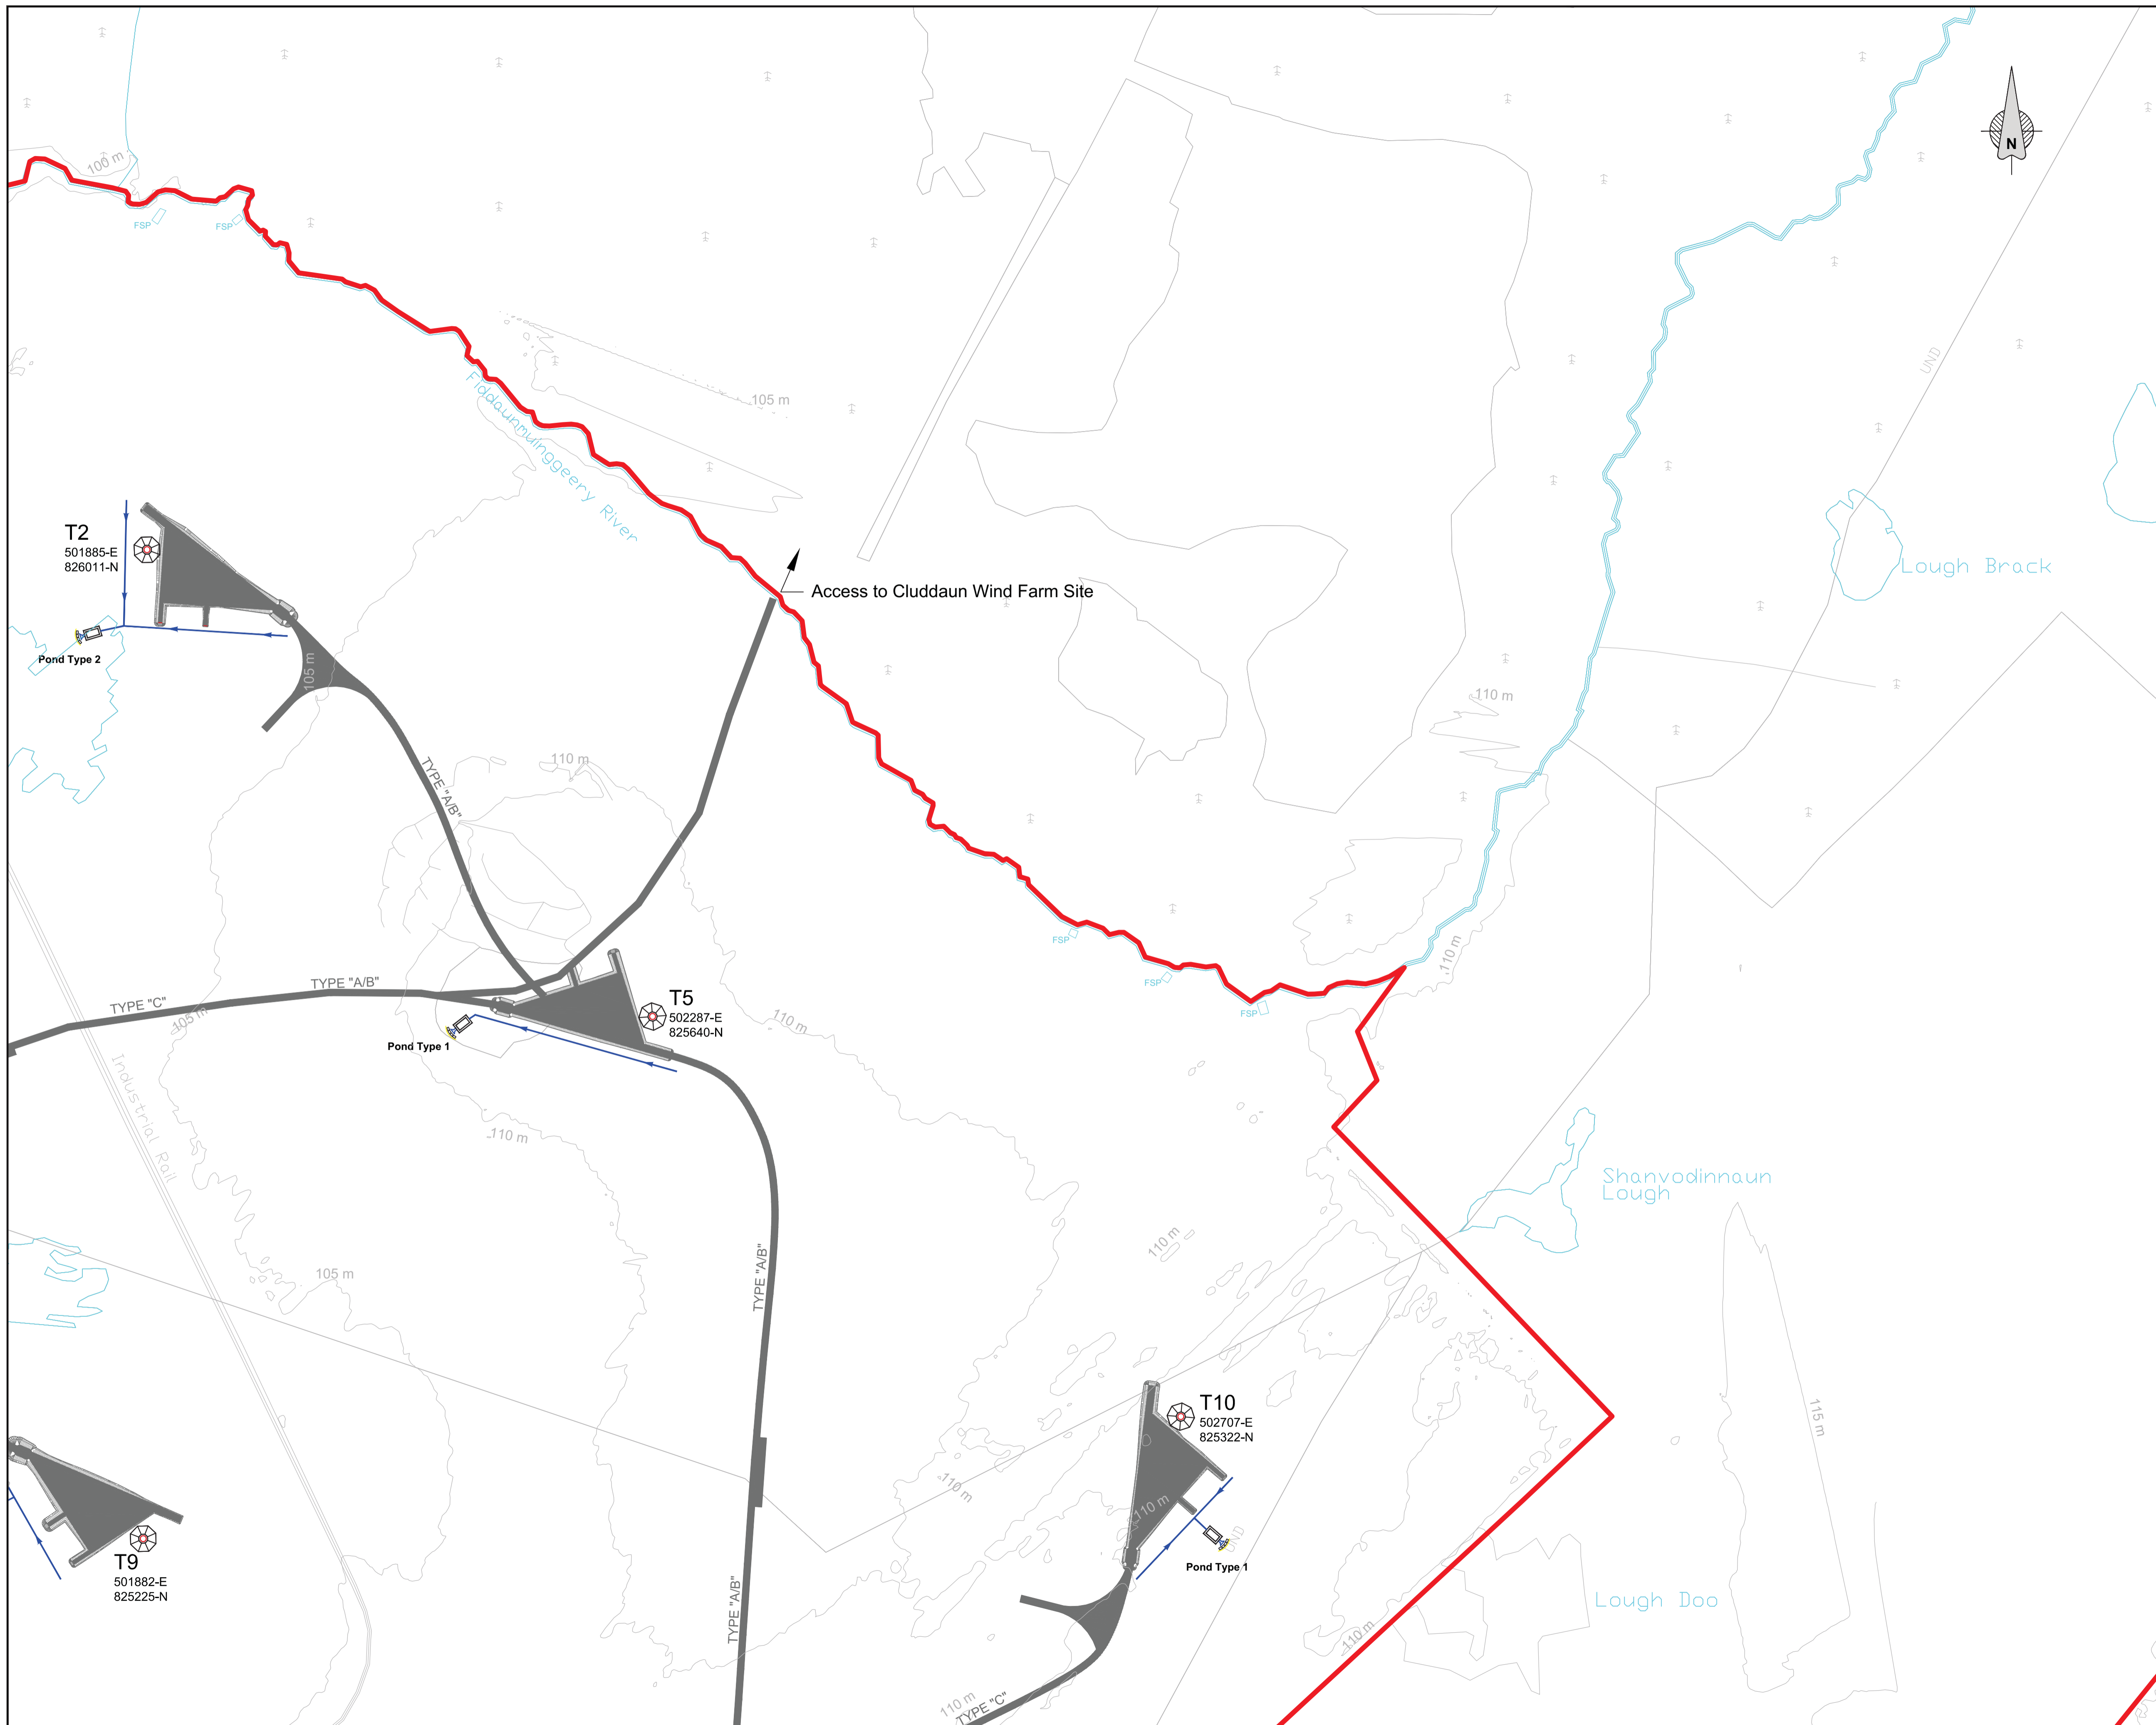 N
100 m
FSP
FSP
UND
105 m
Fiddaunmuinggeery River
T2
501885-E
826011-N
Pond Type 2
Access to Cluddaun Wind Farm Site
Lough Brack
105 m
110 m
110 m
TYPE "A/B"
FSP
FSP
FSP
110 m
TYPE "C"
TYPE "A/B"
105 m
T5
502287-E
825640-N
Pond Type 1
110 m
110 m
Industrial Rail
Shanvodinnaun
Lough
110 m
105 m
TYPE "A/B"
T10
502707-E
825322-N
115 m
110 m
110 m
UND
Pond Type 1
T9
501882-E
825225-N
Lough Doo
TYPE "A/B"
110 m
110 m
TYPE "C"